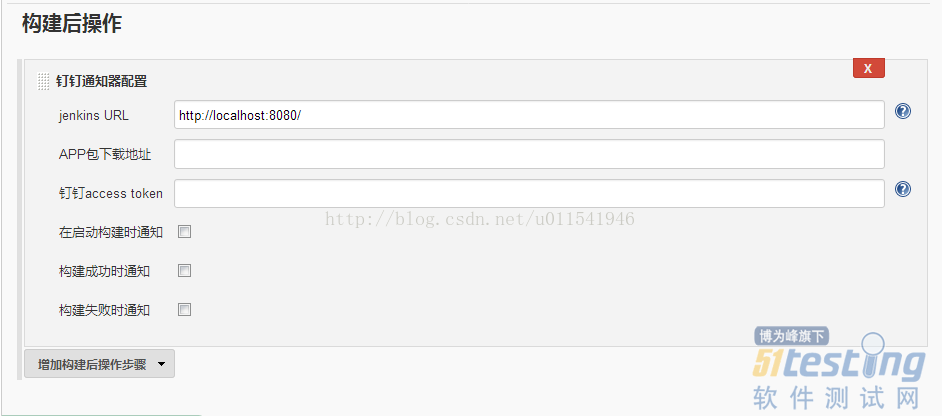 构建后操作
钉钉通知器配置
X
jenkins URL
http://localhost:8080/
APP包下载地址
钉钉access token
http://blog.csdn.net/u011541946
在启动构建时通知
构建成功时通知
构建失败时通知
增加构建后操作步骤
博为峰旗下
51testing
软件测试网